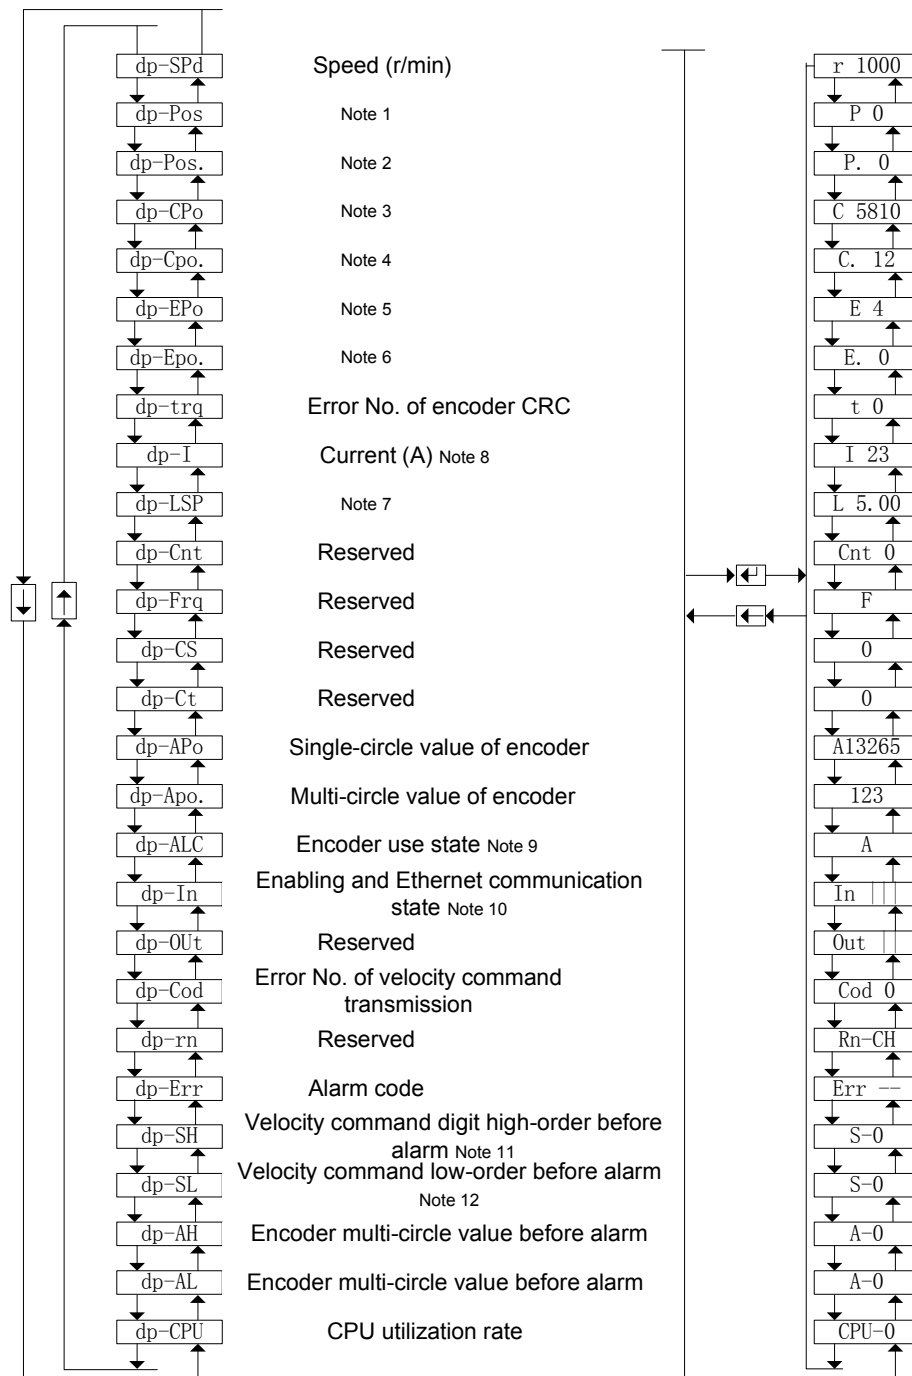 dp-SPd Speed (r/min) r 1000
dp-Pos Note 1 P 0
dp-Pos. Note 2 P. 0
dp-CPo Note 3 C 5810
dp-Cpo. Note 4 C. 12
dp-EPo Note 5 E 4
dp-Epo. Note 6 E. 0
dp-trq Error No. of encoder CRC t 0
dp-I Current (A) Note 8 I 23
dp-LSP Note 7 L 5.00
dp-Cnt Reserved Cnt 0
dp-Frq Reserved F
dp-CS Reserved 0
dp-Ct Reserved 0
dp-APo Single-circle value of encoder A13265
dp-Apo. Multi-circle value of encoder 123
dp-ALC Encoder use state Note 9 A
dp-In Enabling and Ethernet communication
state Note 10 In |||
dp-OUt Reserved Out ||
dp-Cod Error No. of velocity command
transmission Cod 0
dp-rn Reserved Rn-CH
dp-Err Alarm code Err --
dp-SH Velocity command digit high-order before
alarm Note 11 S-0
dp-SL Velocity command low-order before alarm
Note 12 S-0
dp-AH Encoder multi-circle value before alarm A-0
dp-AL Encoder multi-circle value before alarm A-0
dp-CPU CPU utilization rate CPU-0